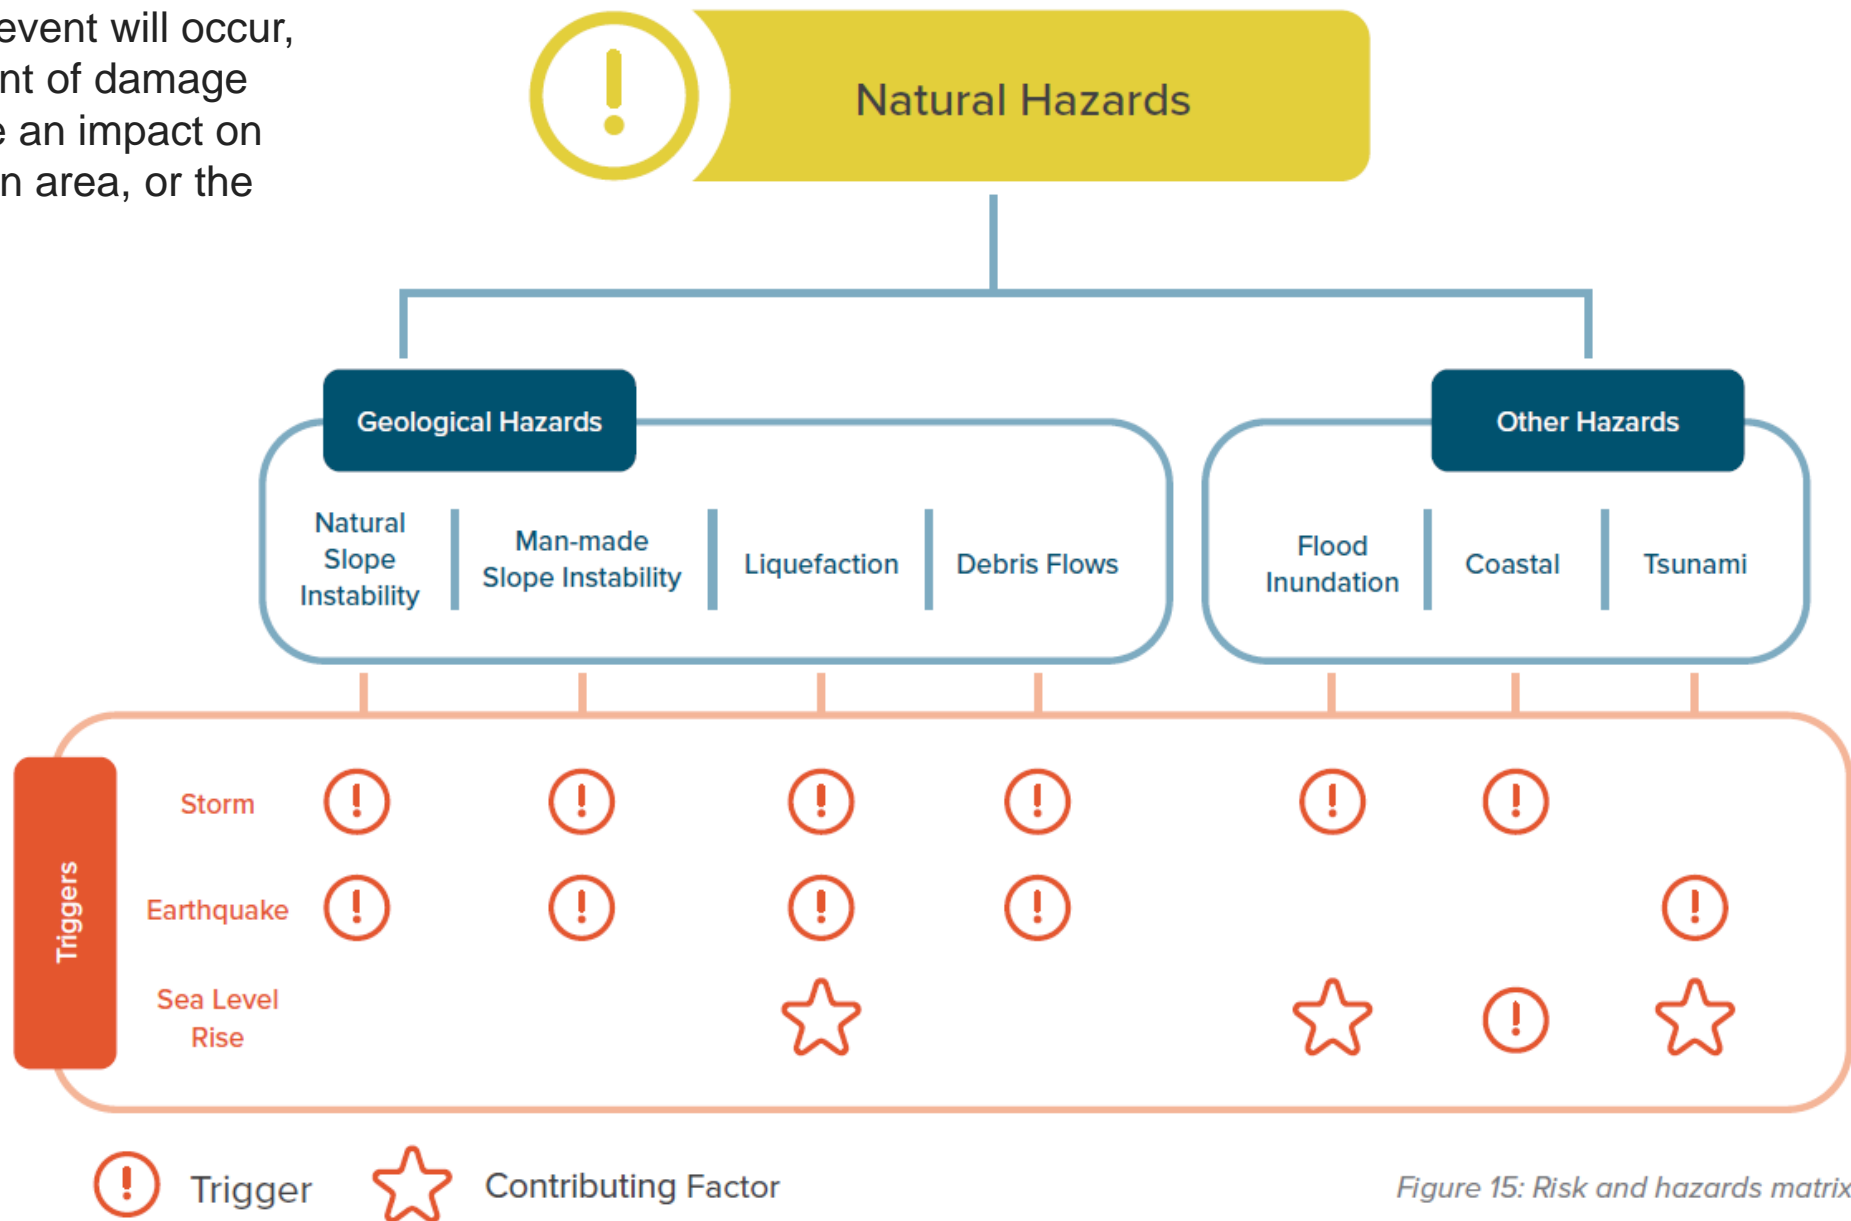 event will occur,
nt of damage
e an impact on
n area, or the
Natural Hazards
Geological Hazards
Other Hazards
Natural
Slope
Instability
Man-made
Slope Instability
Liquefaction
Debris Flows
Flood
Inundation
Coastal
Tsunami
Triggers
Storm
Earthquake
Sea Level
Rise
Trigger
Contributing Factor
Figure 15: Risk and hazards matrix